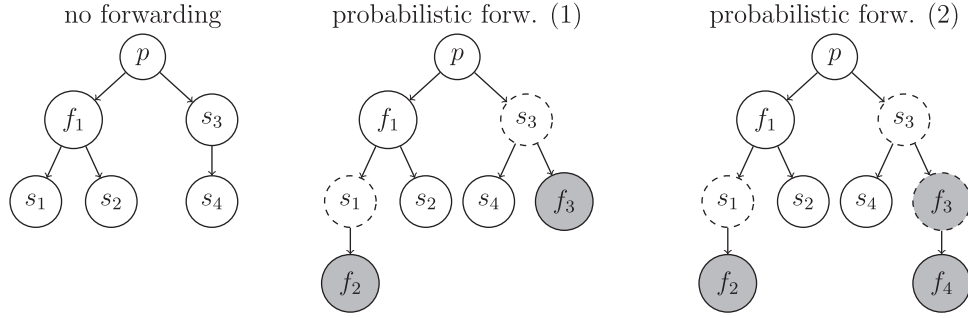 no forwarding
probabilistic forw. (1)
probabilistic forw. (2)
p
p
p
f₁
s₃
f₁
s₃
f₁
s₃
s₁
s₂
s₄
s₁
s₂
s₄
f₃
s₁
s₂
s₄
f₃
f₂
f₂
f₄